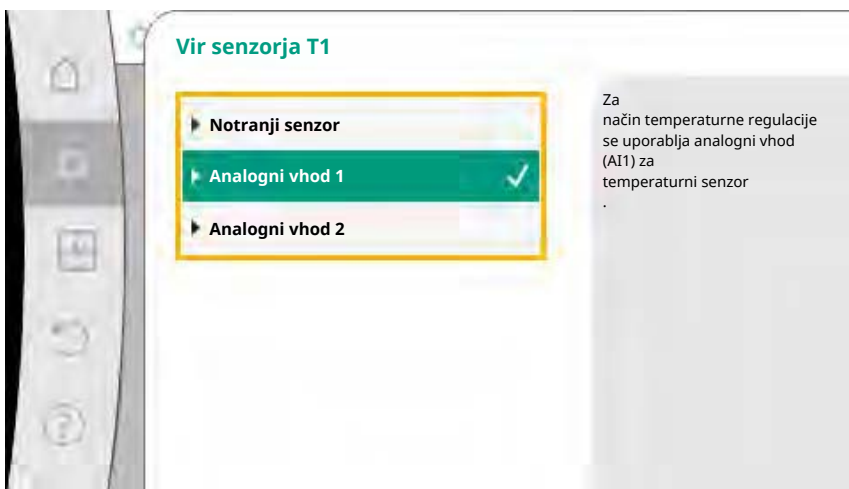 Vir senzorja T1
Notranji senzor
Analogni vhod 1
Analogni vhod 2
Za
način temperaturne regulacije
se uporablja analogni vhod
(AI1) za
temperaturni senzor
.